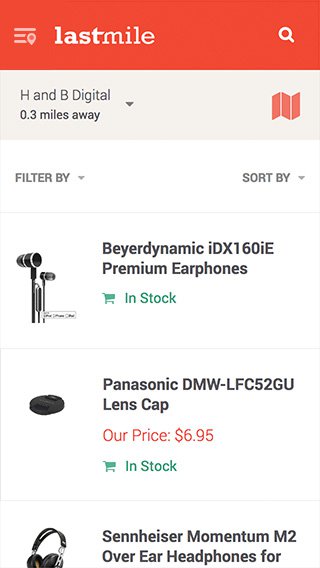 lastmile
H and B Digital
0.3 miles away
FILTER BY
SORT BY
Beyerdynamic iDX160iE
Premium Earphones
In Stock
Panasonic DMW-LFC52GU
Lens Cap
Our Price: $6.95
In Stock
Sennheiser Momentum M2
Over Ear Headphones for